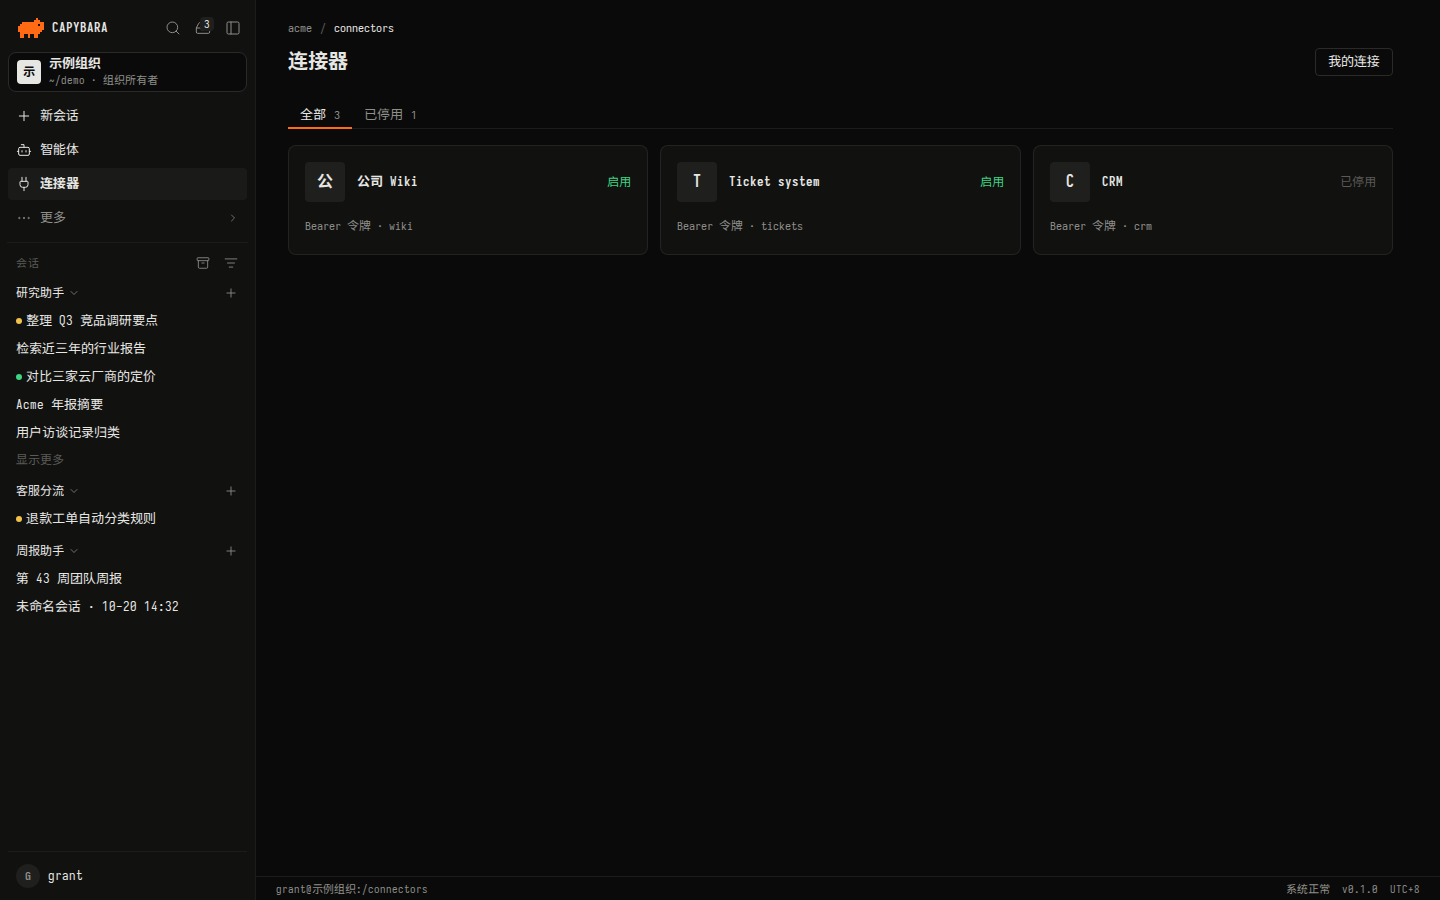 CAPYBARA
3
示
示例组织
~/demo · 组织所有者
新会话
智能体
连接器
更多
会话
研究助手
整理 Q3 竞品调研要点
检索近三年的行业报告
对比三家云厂商的定价
Acme 年报摘要
用户访谈记录归类
显示更多
客服分流
退款工单自动分类规则
周报助手
第 43 周团队周报
未命名会话 · 10-20 14:32
G
grant
acme / connectors
连接器
我的连接
全部 3
已停用 1
公
公司 Wiki
启用
Bearer 令牌 · wiki
T
Ticket system
启用
Bearer 令牌 · tickets
C
CRM
已停用
Bearer 令牌 · crm
grant@示例组织:/connectors
系统正常 v0.1.0 UTC+8